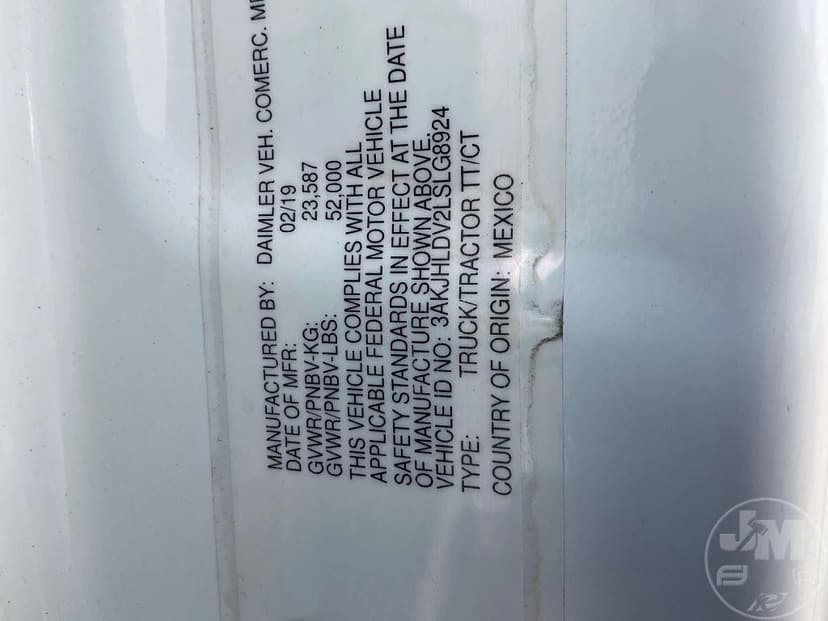 MANUFACTURED BY: DAIMLER VEH. COMERC.
DATE OF MFR: 02/19
GVWR/PNBV-KG: 23,587
GVWR/PNBV-LBS: 52,000
THIS VEHICLE COMPLIES WITH ALL
APPLICABLE FEDERAL MOTOR VEHICLE
SAFETY STANDARDS IN EFFECT AT THE DATE
OF MANUFACTURE SHOWN ABOVE.
VEHICLE ID NO: 3AKJHLDV2LSLG8924
TYPE: TRUCK/TRACTOR TT/CT
COUNTRY OF ORIGIN: MEXICO
JM